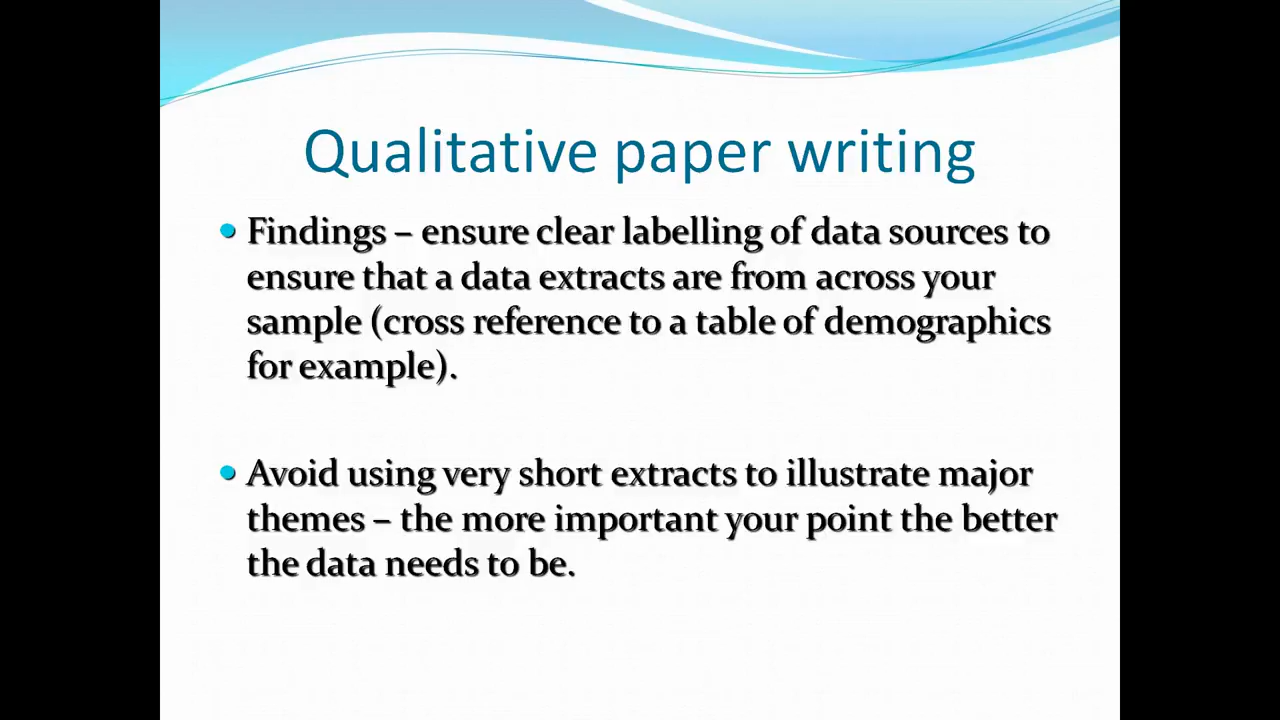 Qualitative paper writing
Findings – ensure clear labelling of data sources to
ensure that a data extracts are from across your
sample (cross reference to a table of demographics
for example).
Avoid using very short extracts to illustrate major
themes – the more important your point the better
the data needs to be.